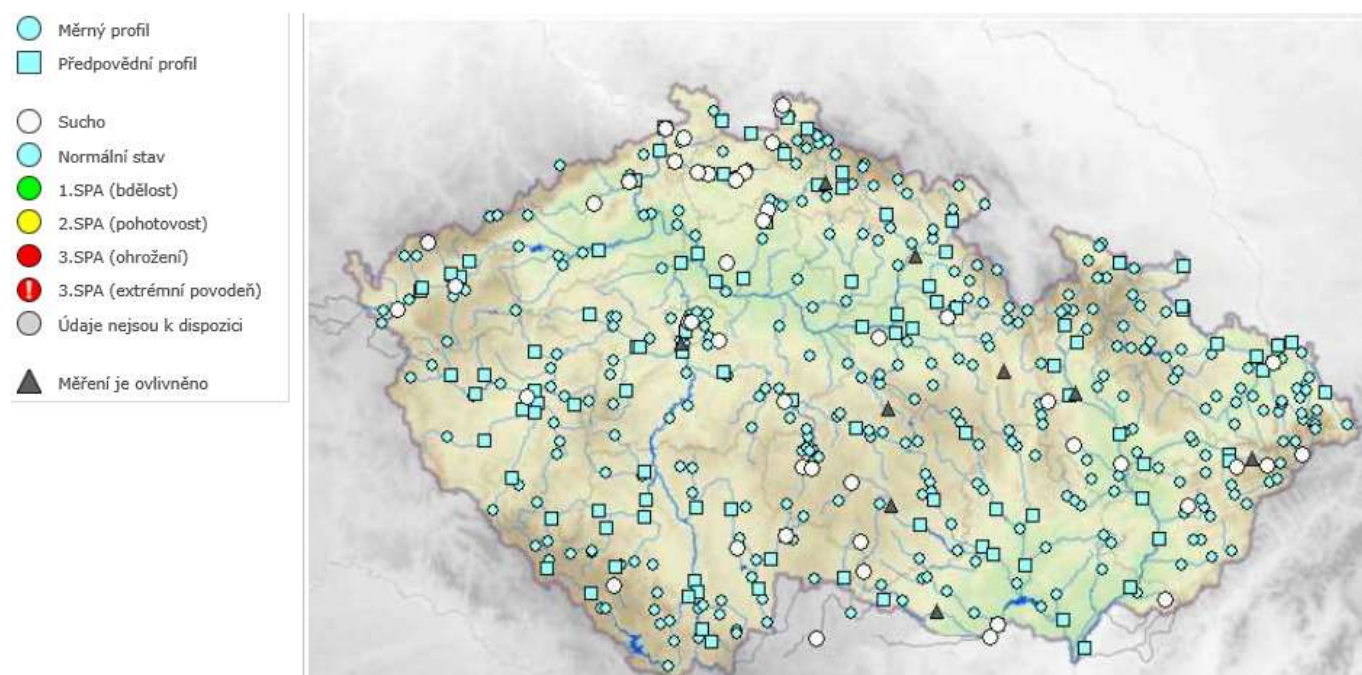 Měrný profil
Předpovědní profil
Sucho
Normální stav
1.SPA (bdělost)
2.SPA (pohotovost)
3.SPA (ohrožení)
3.SPA (extrémní povodeň)
Údaje nejsou k dispozici
Měření je ovlivněno